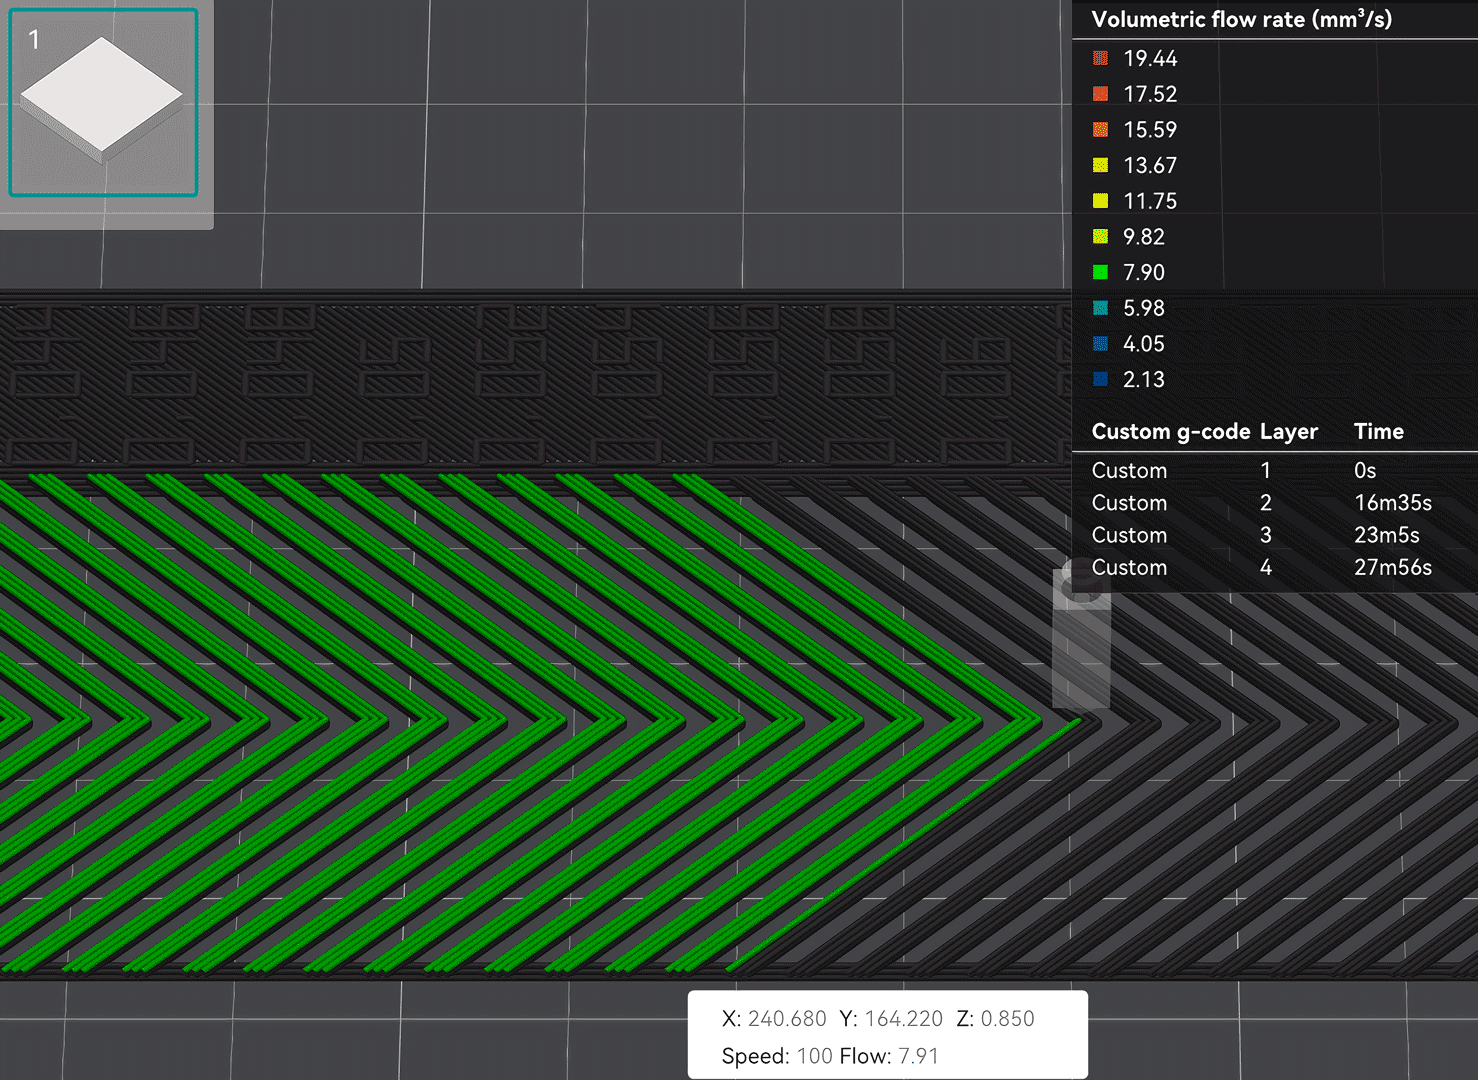 1
Volumetric flow rate (mm³/s)
19.44
17.52
15.59
13.67
11.75
9.82
7.90
5.98
4.05
2.13
Custom g-code Layer Time
Custom 1 0s
Custom 2 16m35s
Custom 3 23m5s
Custom 4 27m56s
X: 240.680 Y: 164.220 Z: 0.850
Speed: 100 Flow: 7.91